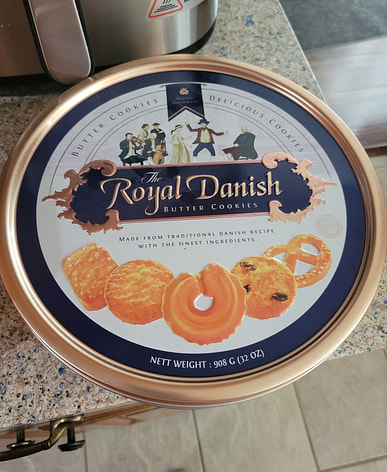 BUTTER COOKIES
DELICIOUS COOKIES
The
Royal Danish
BUTTER COOKIES
MADE FROM TRADITIONAL DANISH RECIPE
WITH THE FINEST INGREDIENTS.
NETT WEIGHT : 908 G (32 OZ)